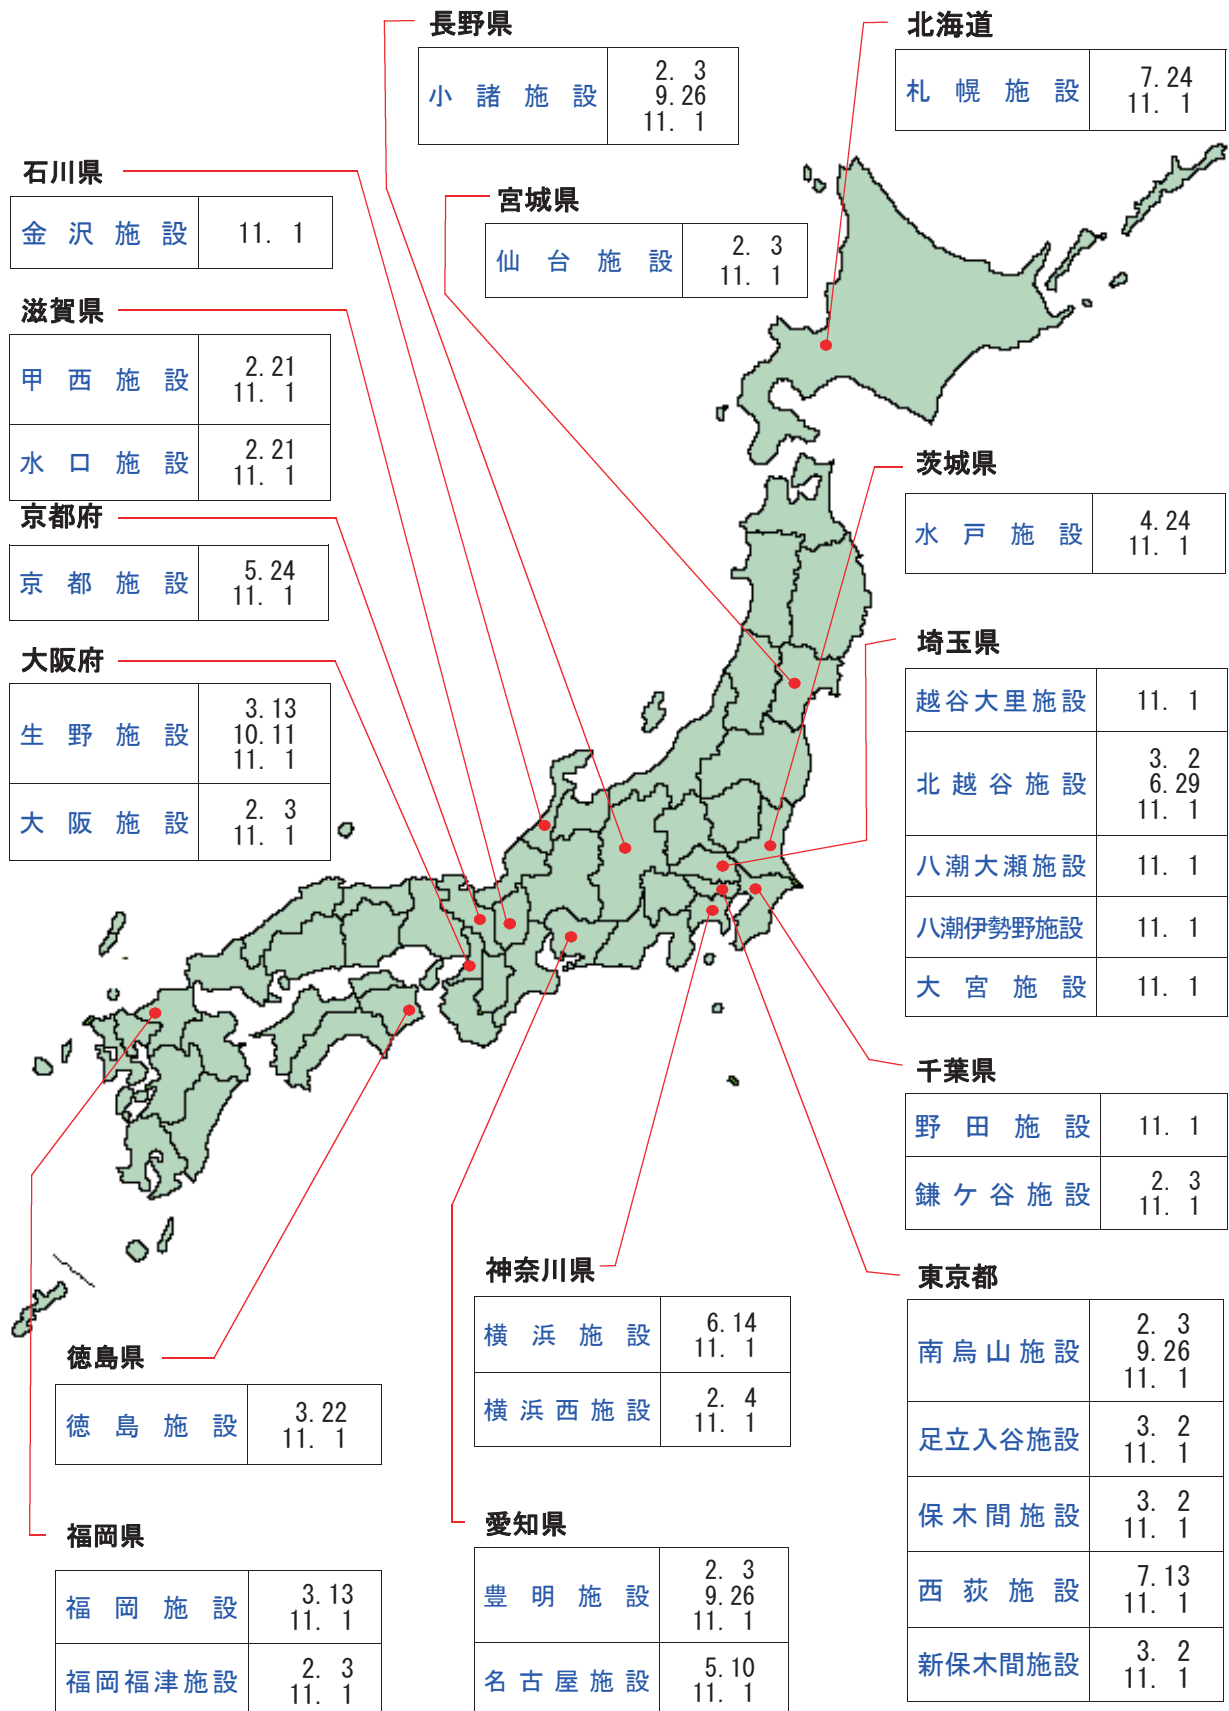 長野県
小諸施設
2. 3
9.26
11. 1
北海道
札幌施設
7.24
11. 1
石川県
金沢施設
11. 1
宮城県
仙台施設
2. 3
11. 1
滋賀県
甲西施設
2.21
11. 1
水口施設
2.21
11. 1
京都府
京都施設
5.24
11. 1
大阪府
生野施設
3.13
10.11
11. 1
大阪施設
2. 3
11. 1
茨城県
水戸施設
4.24
11. 1
埼玉県
越谷大里施設
11. 1
北越谷施設
3. 2
6.29
11. 1
八潮大瀬施設
11. 1
八潮伊勢野施設
11. 1
大宮施設
11. 1
千葉県
野田施設
11. 1
鎌ケ谷施設
2. 3
11. 1
東京都
南烏山施設
2. 3
9.26
11. 1
足立入谷施設
3. 2
11. 1
保木間施設
3. 2
11. 1
西荻施設
7.13
11. 1
新保木間施設
3. 2
11. 1
神奈川県
横浜施設
6.14
11. 1
横浜西施設
2. 4
11. 1
徳島県
徳島施設
3.22
11. 1
愛知県
豊明施設
2. 3
9.26
11. 1
名古屋施設
5.10
11. 1
福岡県
福岡施設
3.13
11. 1
福岡福津施設
2. 3
11. 1